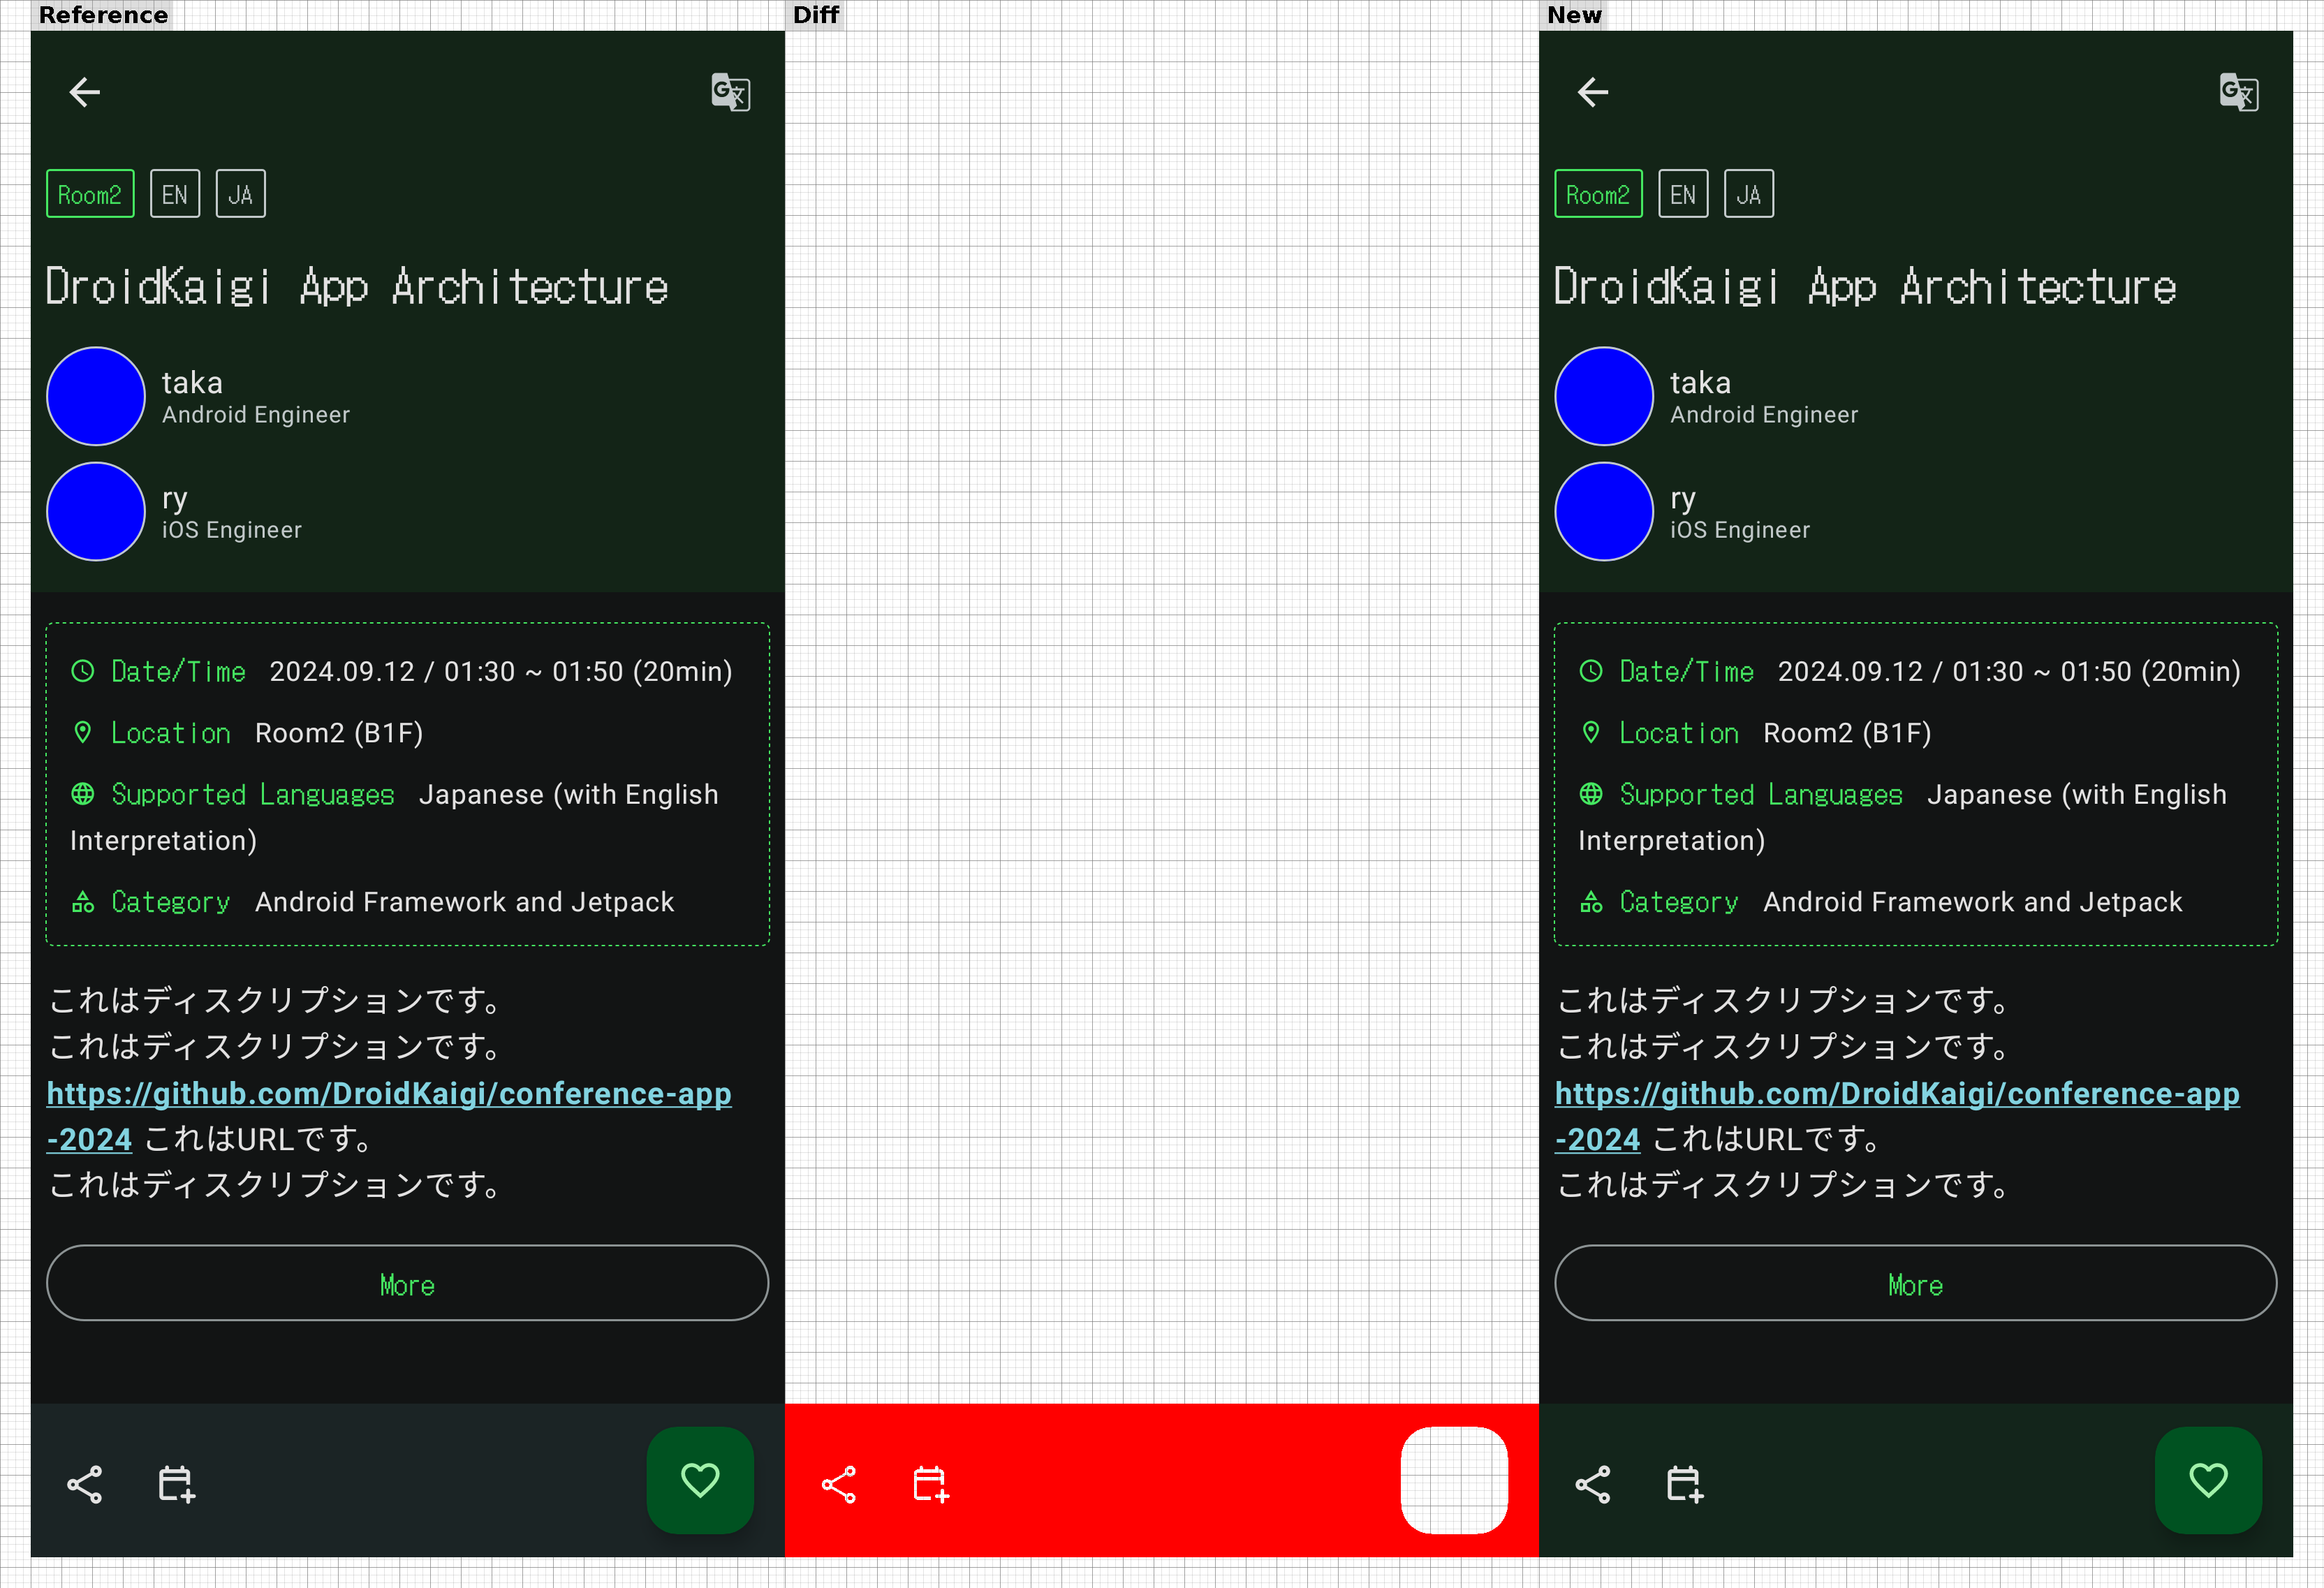 Reference
Diff
New
Room2 EN JA
DroidKaigi App Architecture
taka
Android Engineer
ry
iOS Engineer
Date/Time 2024.09.12 / 01:30 ~ 01:50 (20min)
Location Room2 (B1F)
Supported Languages Japanese (with English
Interpretation)
Category Android Framework and Jetpack
これはディスクリプションです。
これはディスクリプションです。
https://github.com/DroidKaigi/conference-app
-2024 これはURLです。
これはディスクリプションです。
More
Room2 EN JA
DroidKaigi App Architecture
taka
Android Engineer
ry
iOS Engineer
Date/Time 2024.09.12 / 01:30 ~ 01:50 (20min)
Location Room2 (B1F)
Supported Languages Japanese (with English
Interpretation)
Category Android Framework and Jetpack
これはディスクリプションです。
これはディスクリプションです。
https://github.com/DroidKaigi/conference-app
-2024 これはURLです。
これはディスクリプションです。
More